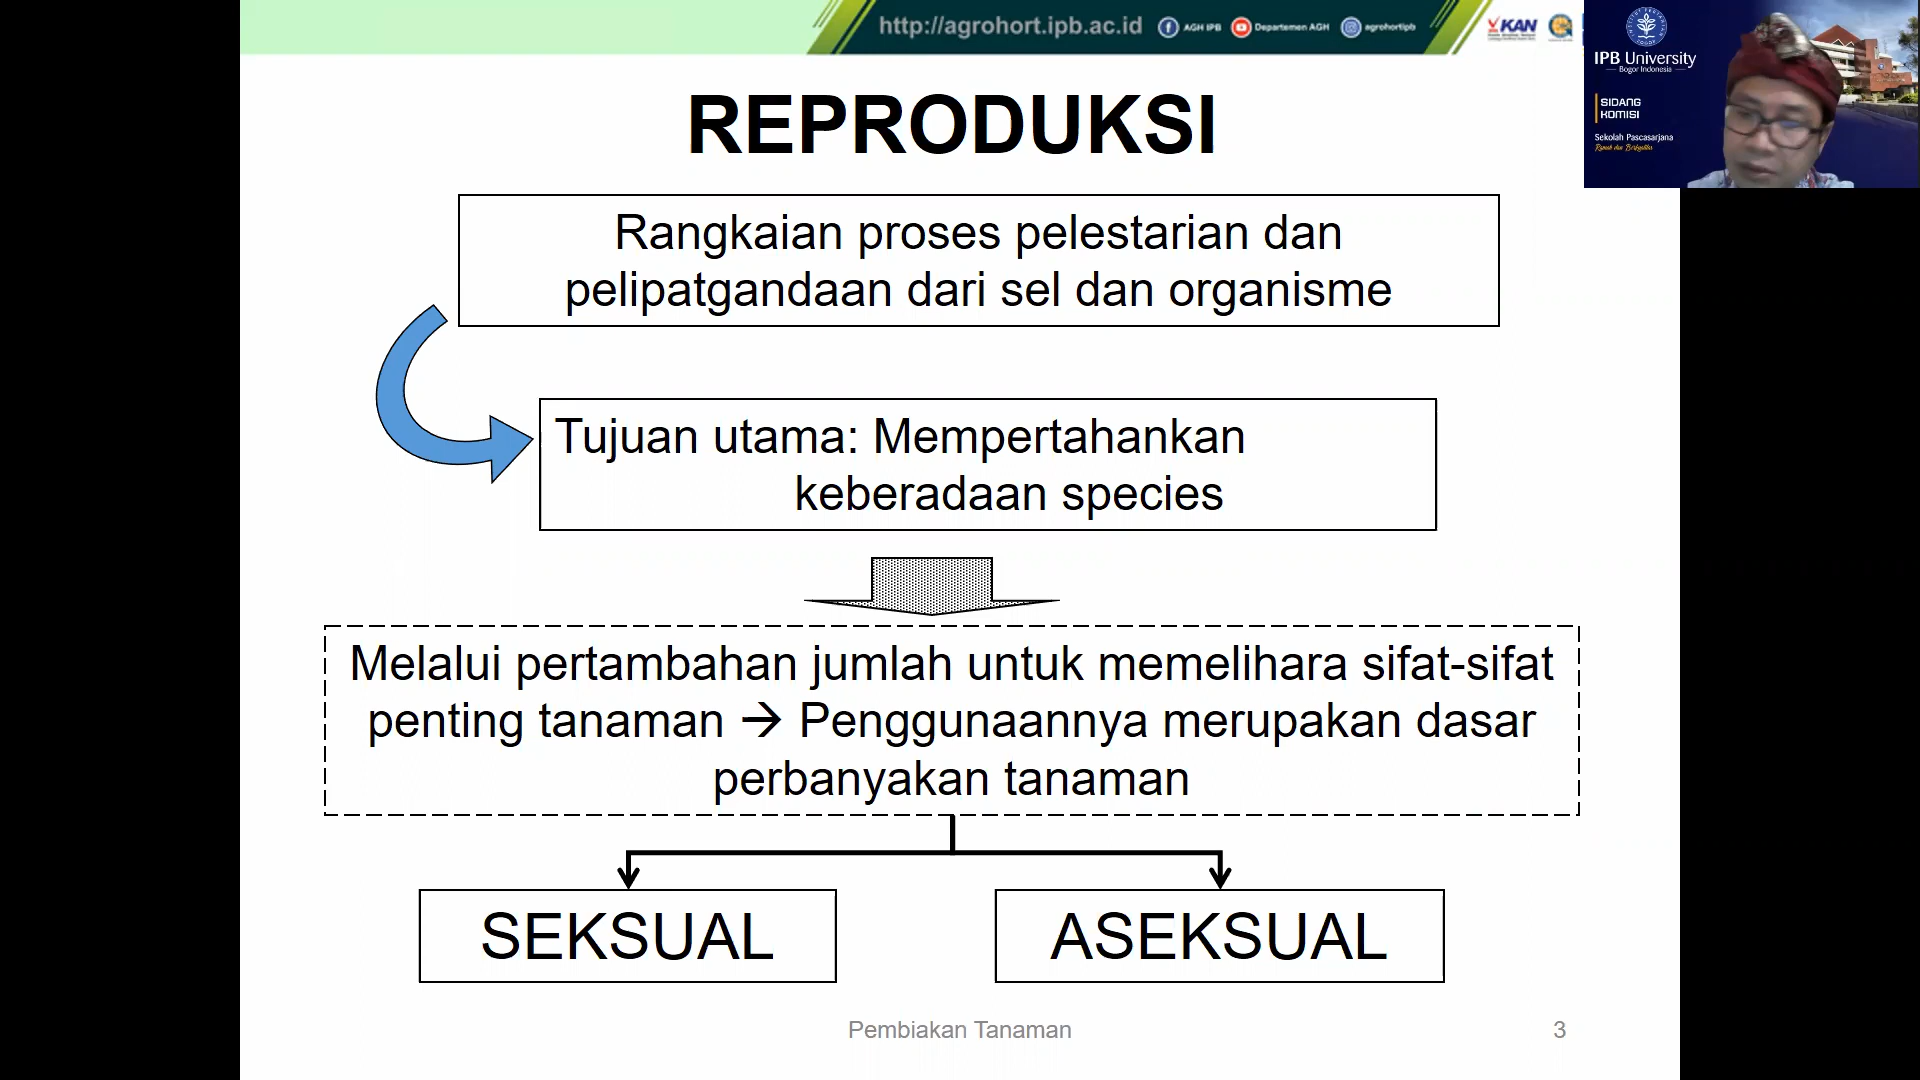 http://agrohort.ipb.ac.id AGH IPB Departemen AGH agrohortipb KAN
IPB University
Bogor Indonesia
SIDANG
KOMISI
Sekolah Pascasarjana
REPRODUKSI
Rangkaian proses pelestarian dan
pelipatgandaan dari sel dan organisme
Tujuan utama: Mempertahankan
keberadaan species
Melalui pertambahan jumlah untuk memelihara sifat-sifat
penting tanaman → Penggunaannya merupakan dasar
perbanyakan tanaman
SEKSUAL
ASEKSUAL
Pembiakan Tanaman
3